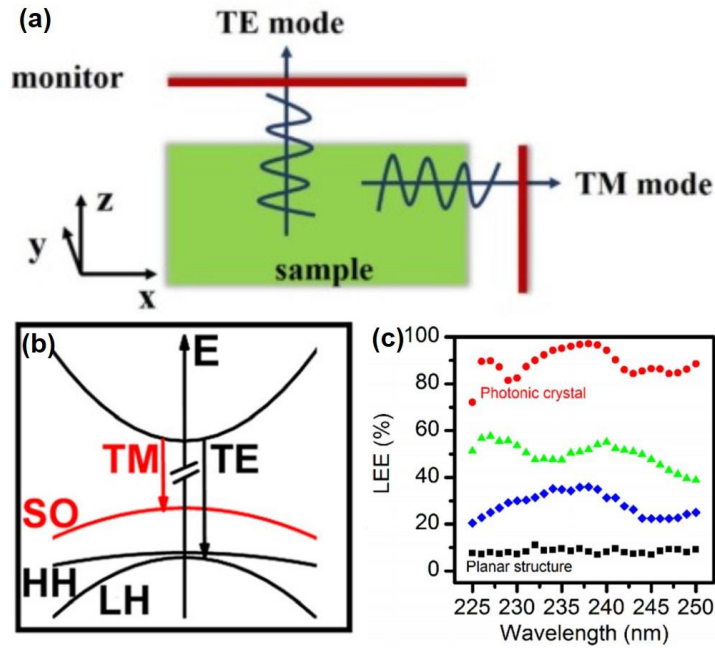 (a)
TE mode
monitor
TM mode
z
y
x
sample
(b)
E
TM
TE
SO
HH
LH
(c)
100
80
60
40
20
0
LEE (%)
Photonic crystal
Planar structure
225 230 235 240 245 250
Wavelength (nm)